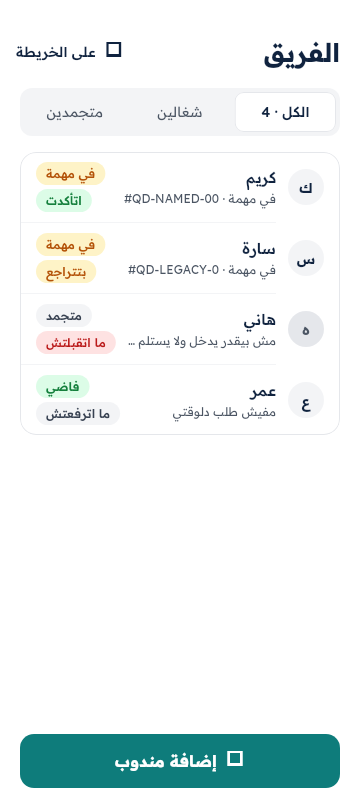 الفريق
على الخريطة
الكل · 4
شغالين
متجمدين
ك
كريم
في مهمة · QD-NAMED-00#
في مهمة
اتأكدت
س
سارة
في مهمة · QD-LEGACY-0#
في مهمة
بتتراجع
ه
هاني
مش بيقدر يدخل ولا يستلم ...
متجمد
ما اتقبلتش
ع
عمر
مفيش طلب دلوقتي
فاضي
ما اترفعتش
إضافة مندوب